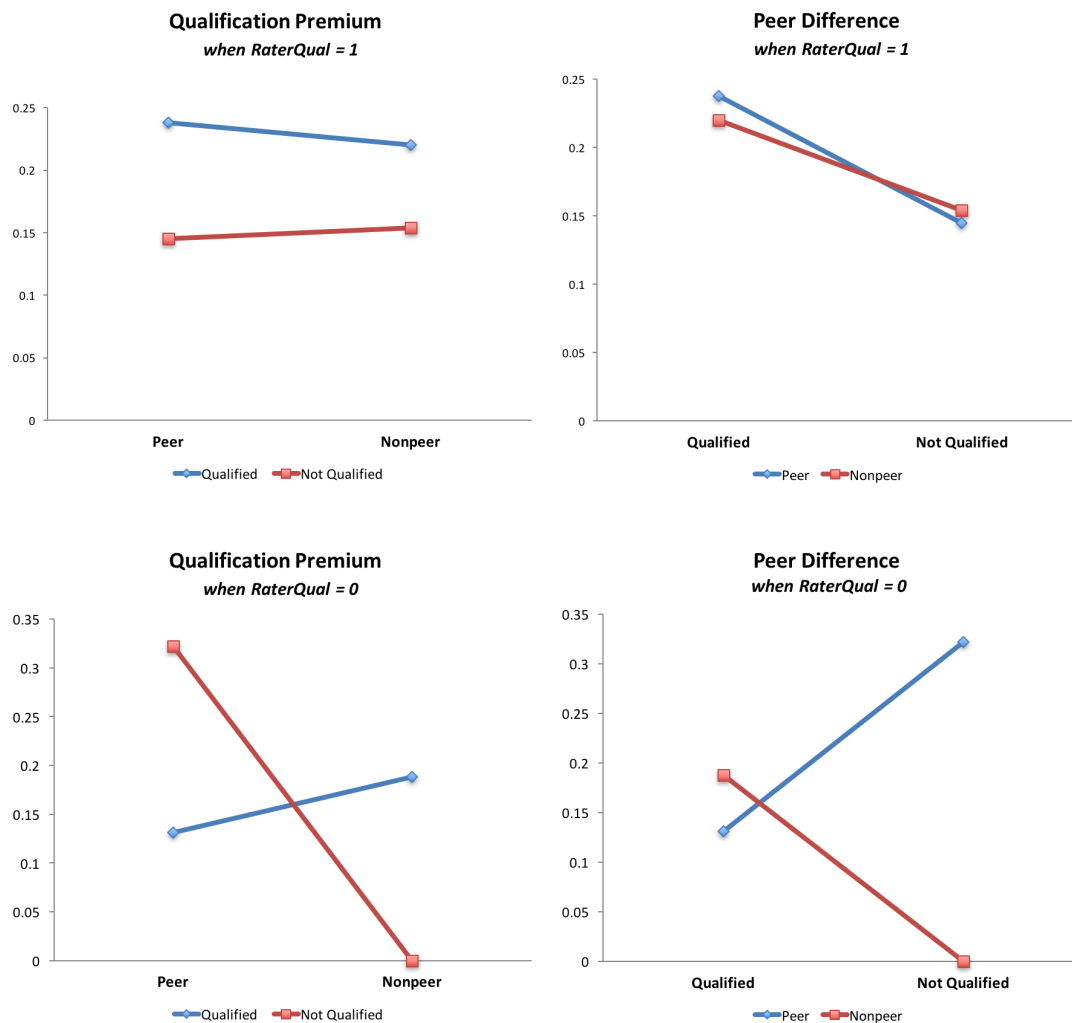 Qualification Premium
when RaterQual = 1
0.25
0.2
0.15
0.1
0.05
0
Peer Nonpeer
Qualified Not Qualified
Peer Difference
when RaterQual = 1
0.25
0.2
0.15
0.1
0.05
0
Qualified Not Qualified
Peer Nonpeer
Qualification Premium
when RaterQual = 0
0.35
0.3
0.25
0.2
0.15
0.1
0.05
0
Peer Nonpeer
Qualified Not Qualified
Peer Difference
when RaterQual = 0
0.35
0.3
0.25
0.2
0.15
0.1
0.05
0
Qualified Not Qualified
Peer Nonpeer